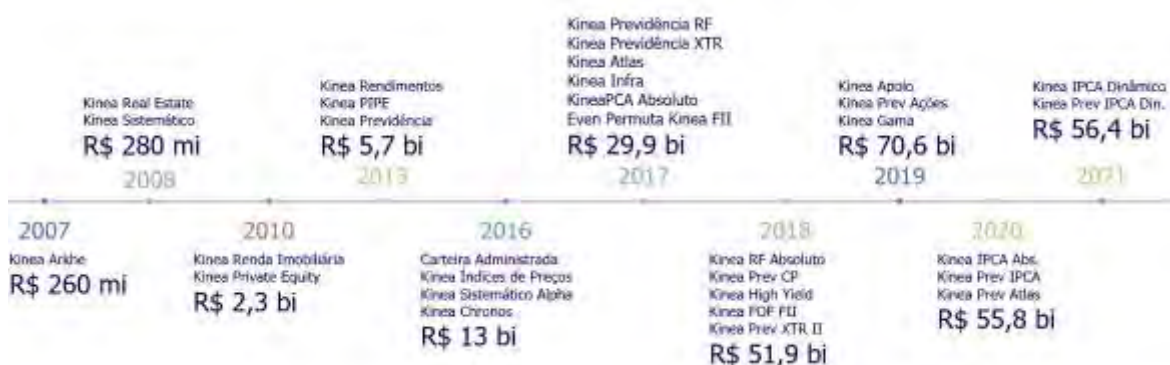 Kinea Real Estate
Kinea Sistemático
R$ 280 mi
2008
Kinea Rendimentos
Kinea PIPE
Kinea Previdência
R$ 5,7 bi
2013
Kinea Previdência RF
Kinea Previdência XTR
Kinea Atlas
Kinea Infra
KineaPCA Absoluto
Even Permuta Kinea FII
R$ 29,9 bi
2017
Kinea Apolo
Kinea Prev Ações
Kinea Gama
R$ 70,6 bi
2019
Kinea IPCA Dinâmico
Kinea Prev IPCA Din.
R$ 56,4 bi
2021
2007
Kinea Arkhe
R$ 260 mi
2010
Kinea Renda Imobiliária
Kinea Private Equity
R$ 2,3 bi
2016
Carteira Administrada
Kinea Índices de Preços
Kinea Sistemático Alpha
Kinea Chronos
R$ 13 bi
2018
Kinea RF Absoluto
Kinea Prev CP
Kinea High Yield
Kinea FOF FII
Kinea Prev XTR II
R$ 51,9 bi
2020
Kinea IPCA Abs.
Kinea Prev IPCA
Kinea Prev Atlas
R$ 55,8 bi